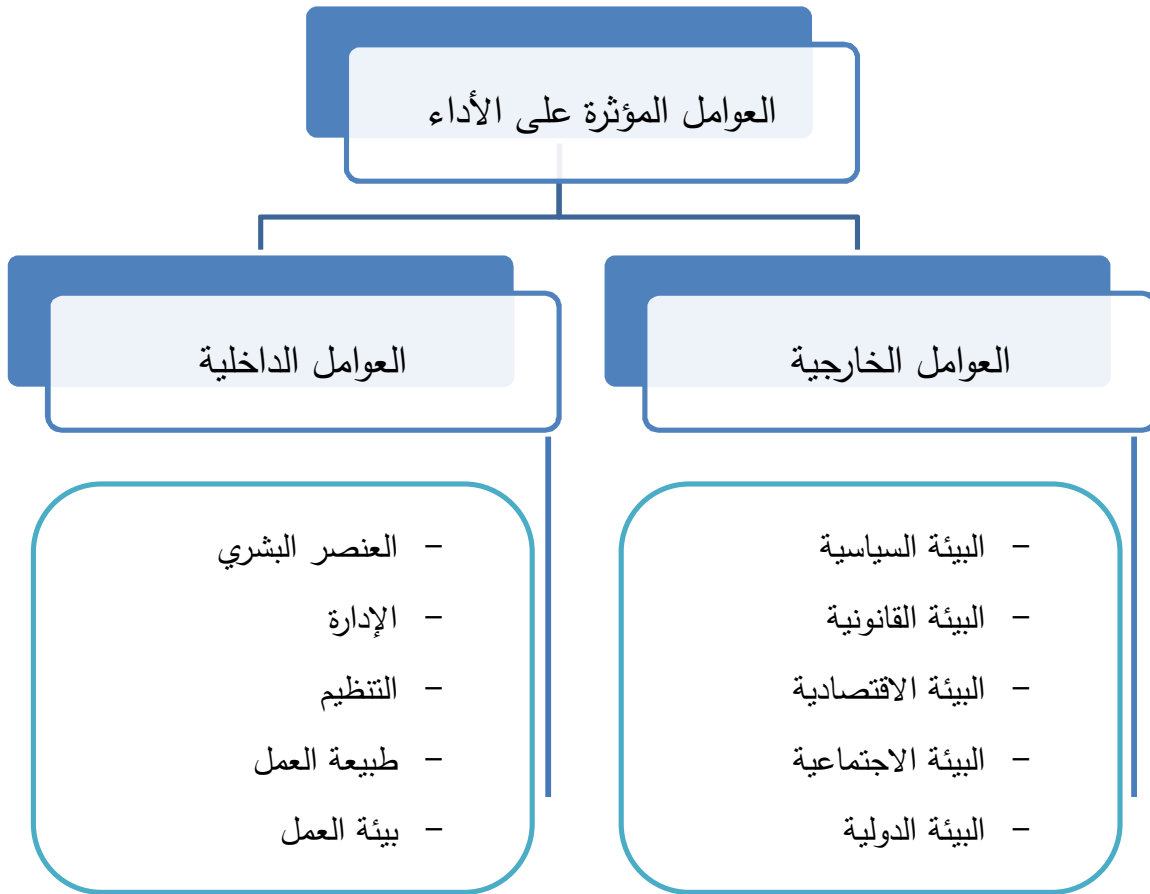 العوامل المؤثرة على الأداء
العوامل الخارجية
- البيئة السياسية
- البيئة القانونية
- البيئة الاقتصادية
- البيئة الاجتماعية
- البيئة الدولية
العوامل الداخلية
- العنصر البشري
- الإدارة
- التنظيم
- طبيعة العمل
- بيئة العمل